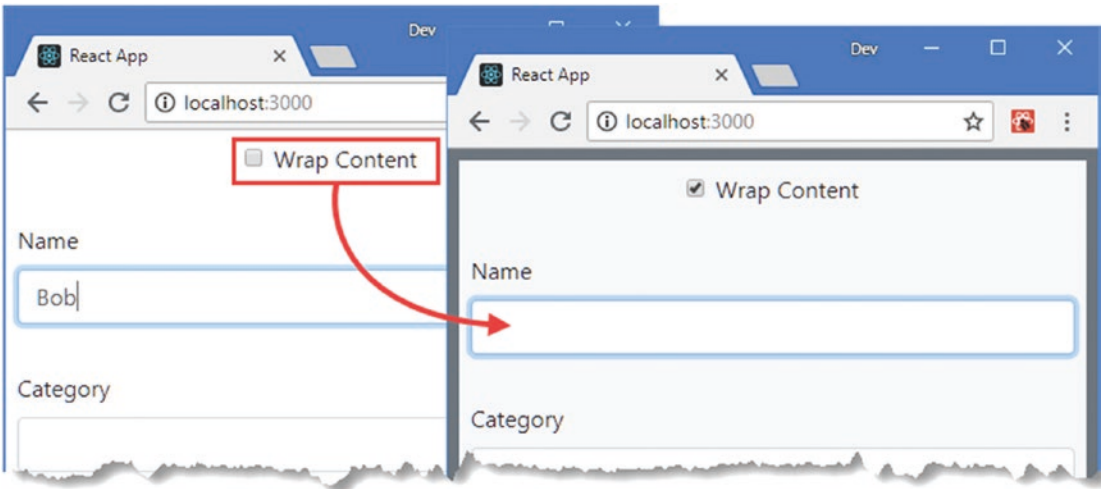 Dev
React App
localhost:3000
Wrap Content
Name
Bob
Category
Dev
React App
localhost:3000
Wrap Content
Name
Category